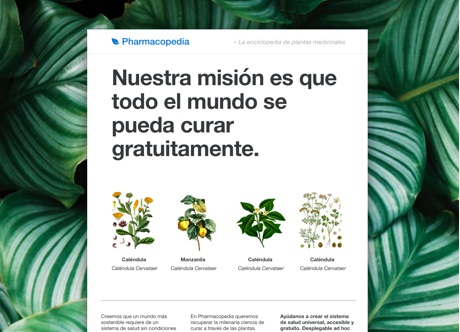 Pharmacopedia
– La enciclopedia de plantas medicinales
Nuestra misión es que
todo el mundo se
pueda curar
gratuitamente.
Caléndula
Manzanila
Caléndula
Caléndula
Caléndula Cervataer
Caléndula Cervataer
Caléndula Cervataer
Caléndula Cervataer
Creemos que un mundo más
sostenible requiere de un
sistema de salud sin condiciones
En Pharmacopedia queremos
recuperar la milenaria ciencia de
curar a través de las plantas.
Ayúdanos a crear el sistema
de salud universal, accesible y
gratuito. Desplegable ad hoc